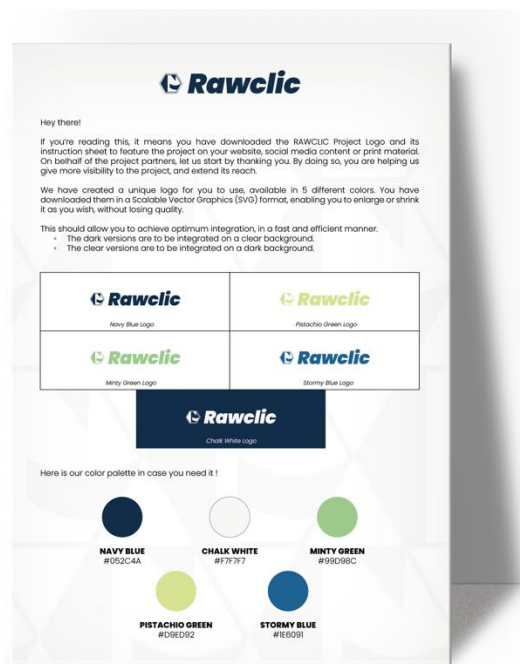 Rawclic
Hey there!
If you're reading this, it means you have downloaded the RAWCLIC Project Logo and its
instruction sheet to feature the project on your website, social media content or print material.
On belhalf of the project partners, let us start by thanking you. By doing so, you are helping us
give more visibility to the project, and extend its reach.
We have created a unique logo for you to use, available in 5 different colors. You have
downloaded them in a Scalable Vector Graphics (SVG) format, enabling you to enlarge or shrink
it as you wish, without losing quality.
This should allow you to achieve optimum integration, in a fast and efficient manner.
• The dark versions are to be integrated on a clear background.
• The clear versions are to be integrated on a dark background.
Rawclic
Navy Blue Logo
Rawclic
Pistachio Green Logo
Rawclic
Minty Green Logo
Rawclic
Stormy Blue Logo
Rawclic
Chalk White Logo
Here is our color palette in case you need it !
NAVY BLUE
#052C4A
CHALK WHITE
#F7F7F7
MINTY GREEN
#99D98C
PISTACHIO GREEN
#D9ED92
STORMY BLUE
#1E6091